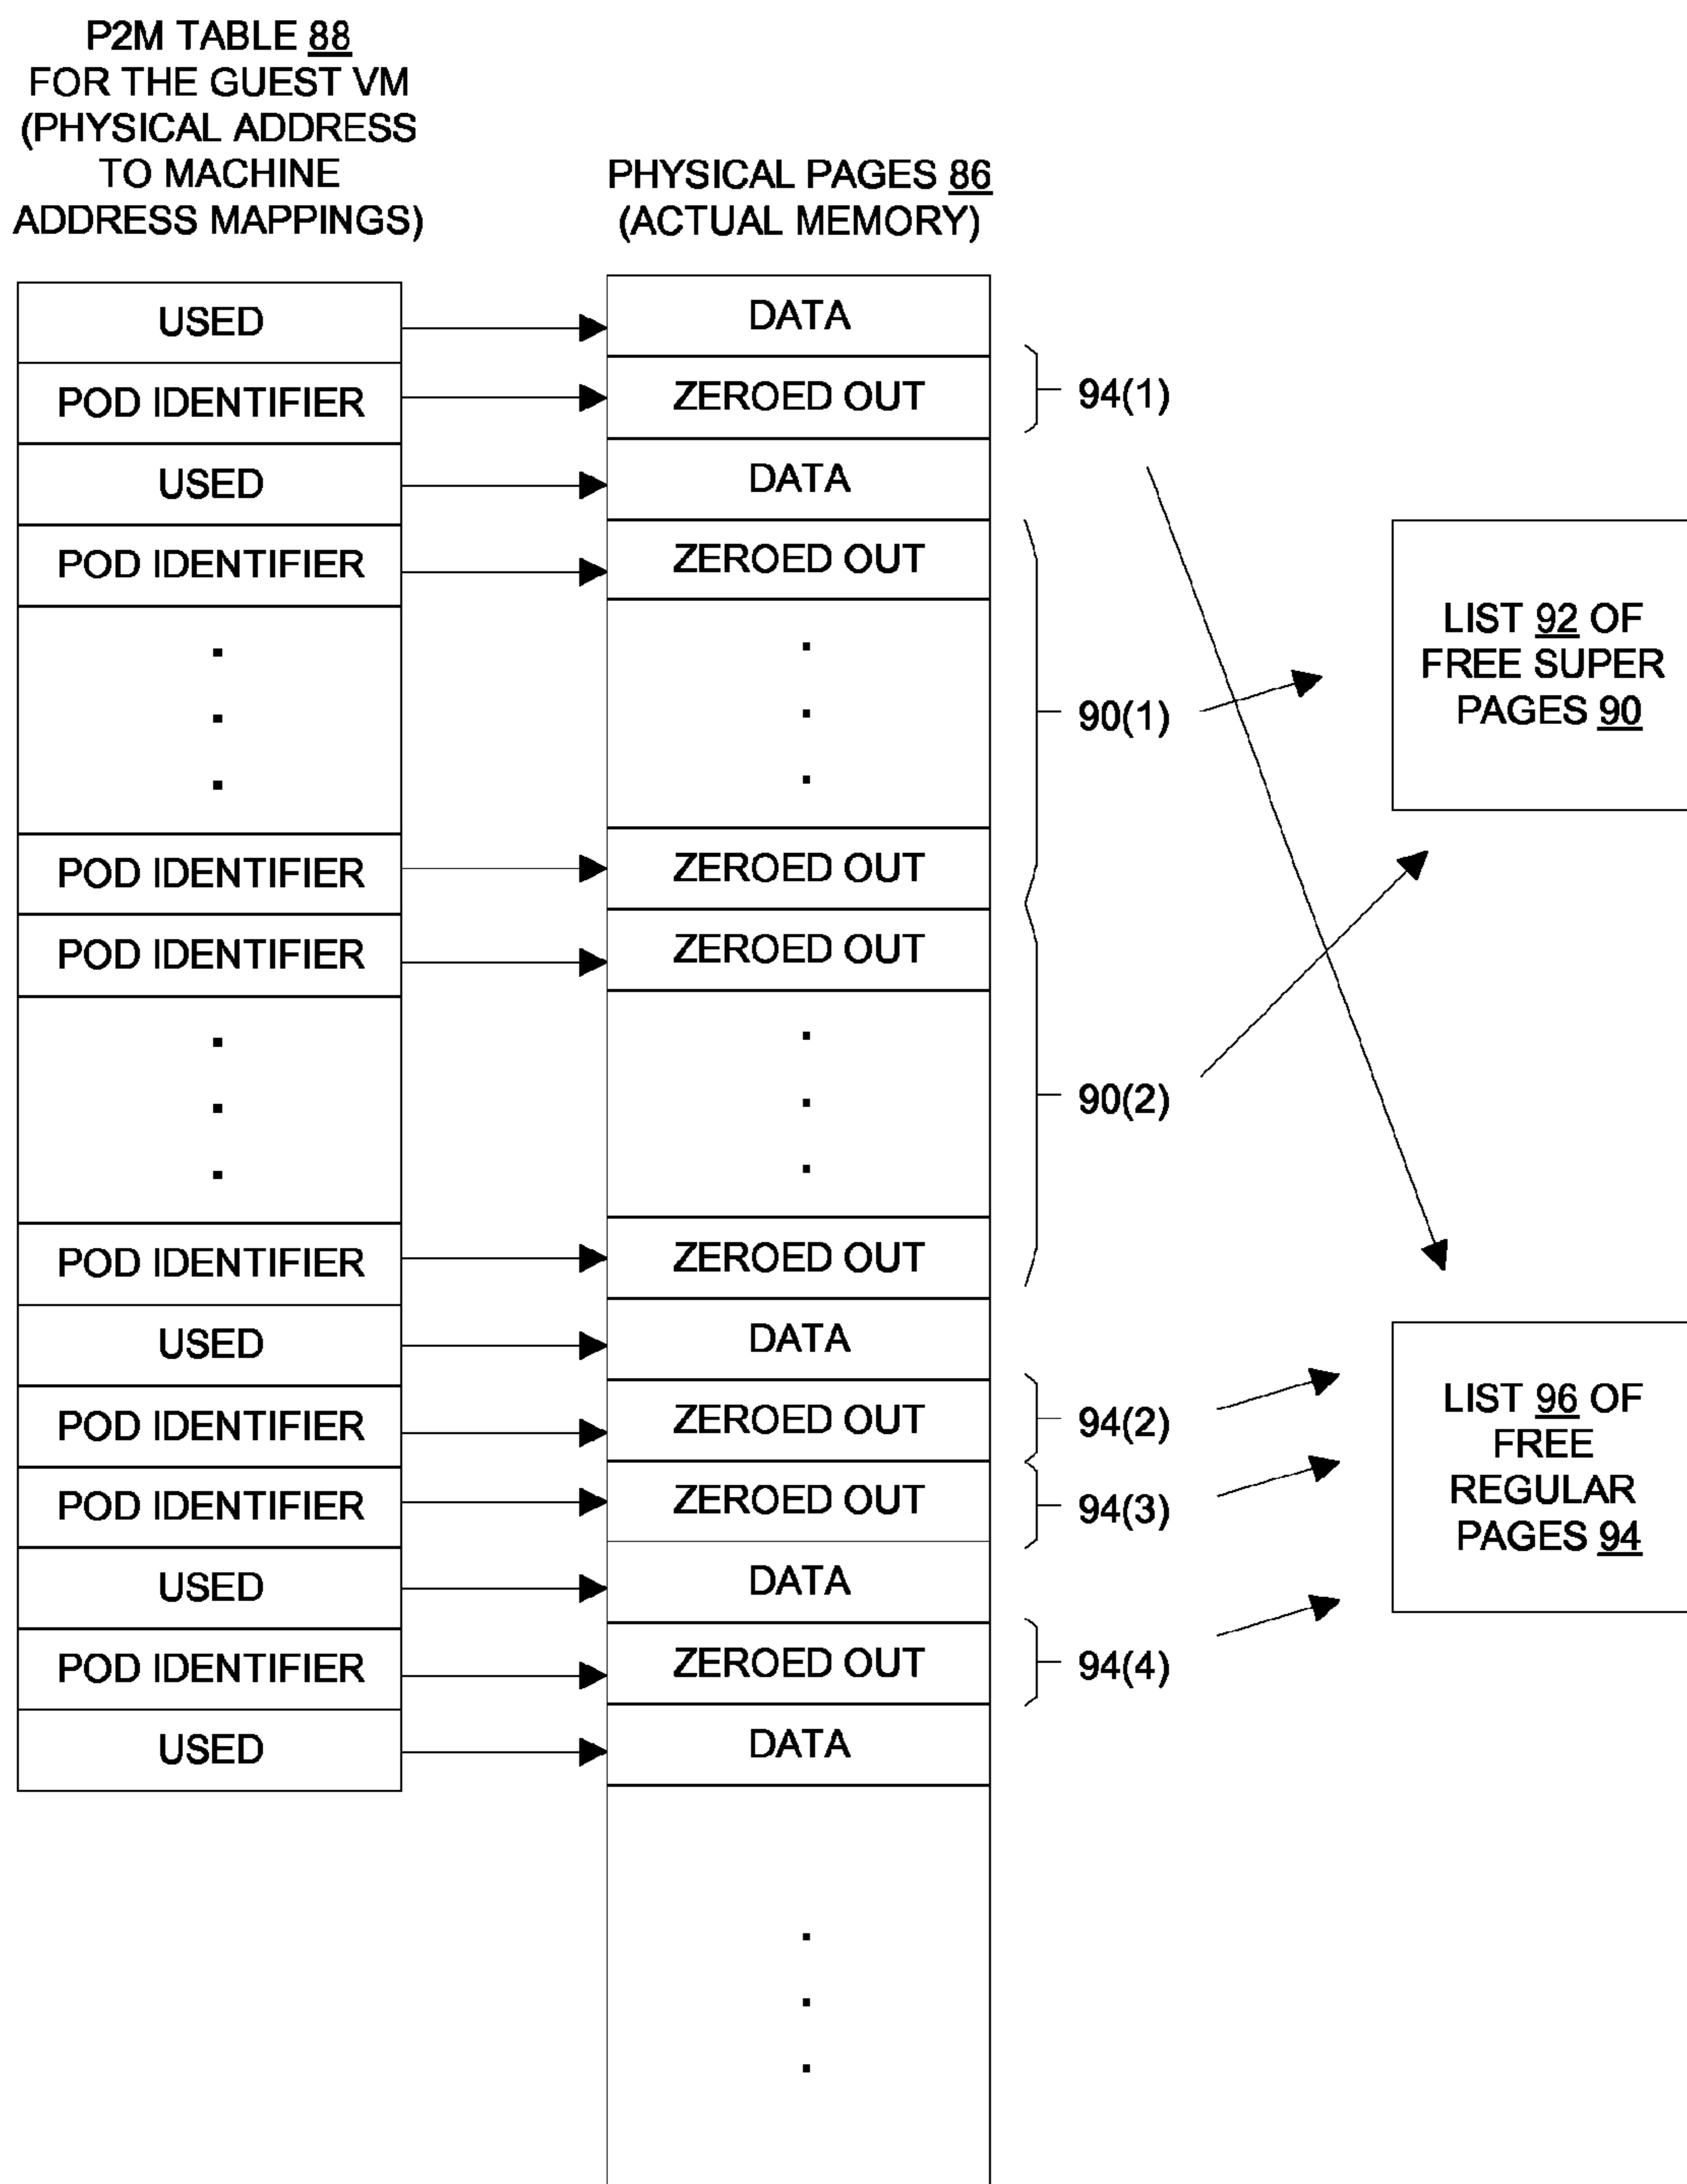 P2M TABLE 88
FOR THE GUEST VM
(PHYSICAL ADDRESS
TO MACHINE
ADDRESS MAPPINGS)
PHYSICAL PAGES 86
(ACTUAL MEMORY)
USED
POD IDENTIFIER
USED
POD IDENTIFIER
POD IDENTIFIER
POD IDENTIFIER
POD IDENTIFIER
USED
POD IDENTIFIER
POD IDENTIFIER
USED
POD IDENTIFIER
USED
DATA
ZEROED OUT
DATA
ZEROED OUT
ZEROED OUT
ZEROED OUT
ZEROED OUT
DATA
ZEROED OUT
ZEROED OUT
DATA
ZEROED OUT
DATA
94(1)
90(1)
90(2)
94(2)
94(3)
94(4)
LIST 92 OF
FREE SUPER
PAGES 90
LIST 96 OF
FREE
REGULAR
PAGES 94